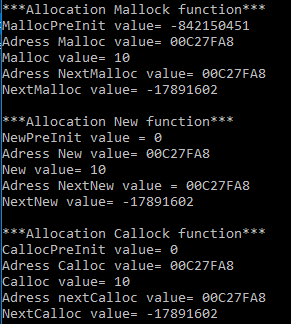 ***Allocation Mallock function***
MallocPreInit value= -842150451
Adress Malloc value= 00C27FA8
Malloc value= 10
Adress NextMalloc value= 00C27FA8
NextMalloc value= -17891602

***Allocation New function***
NewPreInit value = 0
Adress New value= 00C27FA8
New value= 10
Adress NextNew value = 00C27FA8
NextNew value= -17891602

***Allocation Callock function***
CallocPreInit value= 0
Adress Calloc value= 00C27FA8
Calloc value= 10
Adress nextCalloc value= 00C27FA8
NextCalloc value= -17891602